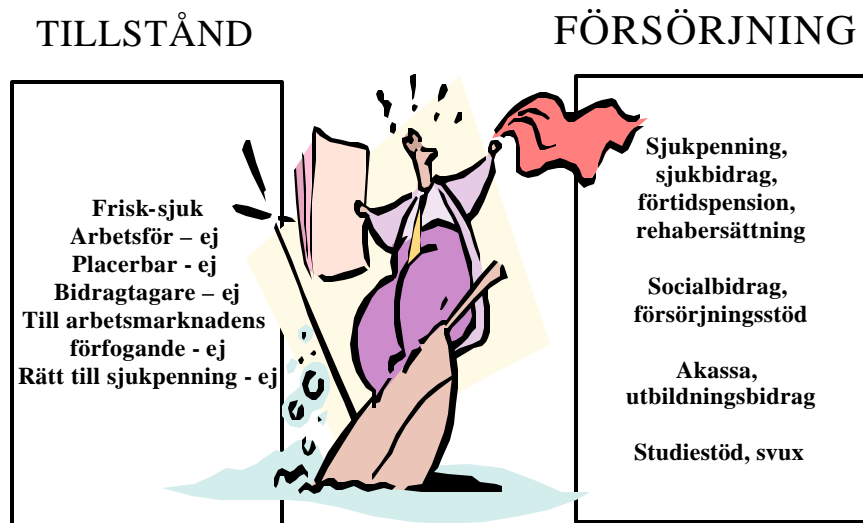 TILLSTÅND
FÖRSÖRJNING
Frisk-sjuk
Arbetsför – ej
Placerbar - ej
Bidragtagare – ej
Till arbetsmarknadens
förfogande - ej
Rätt till sjukpenning - ej
Sjukpenning,
sjukbidrag,
förtidspension,
rehabersättning
Socialbidrag,
försörjningsstöd
Akassa,
utbildningsbidrag
Studiestöd, svux